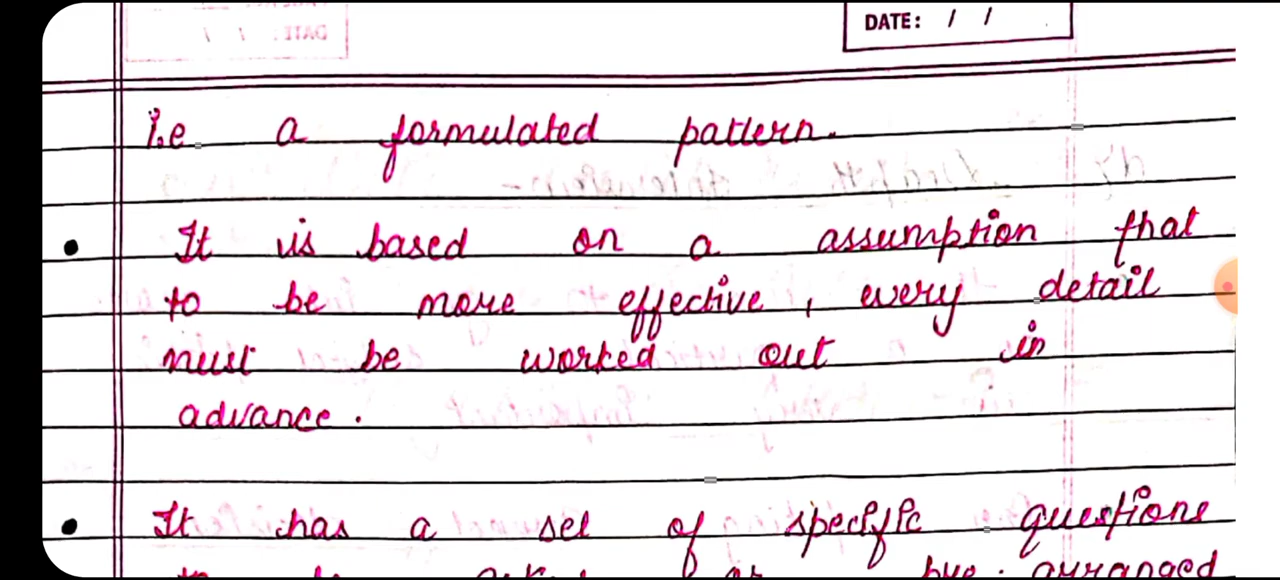 DATE: / /
i.e a formulated pattern.
• It is based on a assumption that
to be more effective, every detail
must be worked out in
advance.
• It has a set of specific questions
arranged